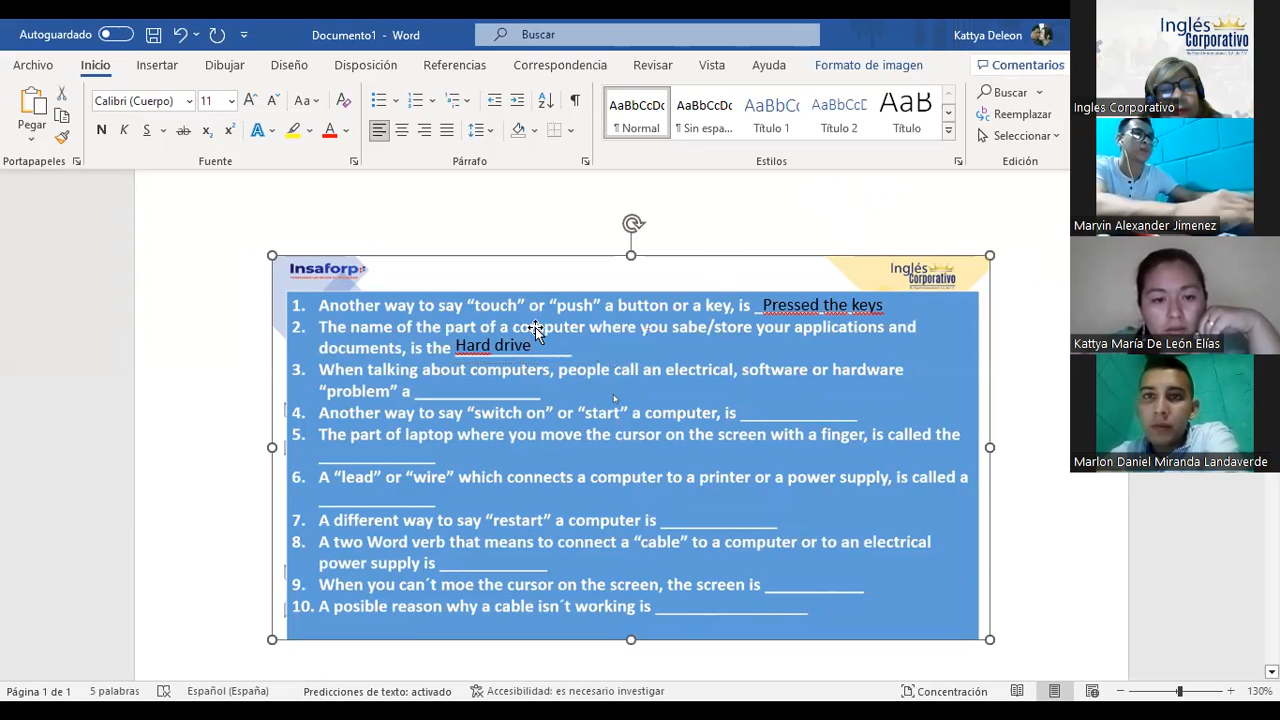 Autoguardado
Documento1 - Word
Buscar
Kattya Deleon
Archivo Inicio Insertar Dibujar Diseño Disposición Referencias Correspondencia Revisar Vista Ayuda Formato de imagen Comentarios
Pegar
Calibri (Cuerpo) 11
AaBbCcDc AaBbCcDc AaBbCc AaBbCcD AaB
¶ Normal ¶ Sin espa... Título 1 Título 2 Título
Buscar
Reemplazar
Seleccionar
Portapapeles Fuente Párrafo Estilos Edición
Insaforp
Inglés Corporativo
1. Another way to say “touch” or “push” a button or a key, is _Pressed the keys
2. The name of the part of a computer where you sabe/store your applications and
documents, is the Hard drive
3. When talking about computers, people call an electrical, software or hardware
“problem” a ______________
4. Another way to say “switch on” or “start” a computer, is _____________
5. The part of laptop where you move the cursor on the screen with a finger, is called the
_____________
6. A “lead” or “wire” which connects a computer to a printer or a power supply, is called a
_____________
7. A different way to say “restart” a computer is _____________
8. A two Word verb that means to connect a “cable” to a computer or to an electrical
power supply is ____________
9. When you can´t moe the cursor on the screen, the screen is ___________
10. A posible reason why a cable isn´t working is _________________
Página 1 de 1 5 palabras Español (España) Predicciones de texto: activado Accesibilidad: es necesario investigar Concentración 130%
Inglés Corporativo
Ingles Corporativo
Marvin Alexander Jimenez
Kattya María De León Elías
Marlon Daniel Miranda Landaverde